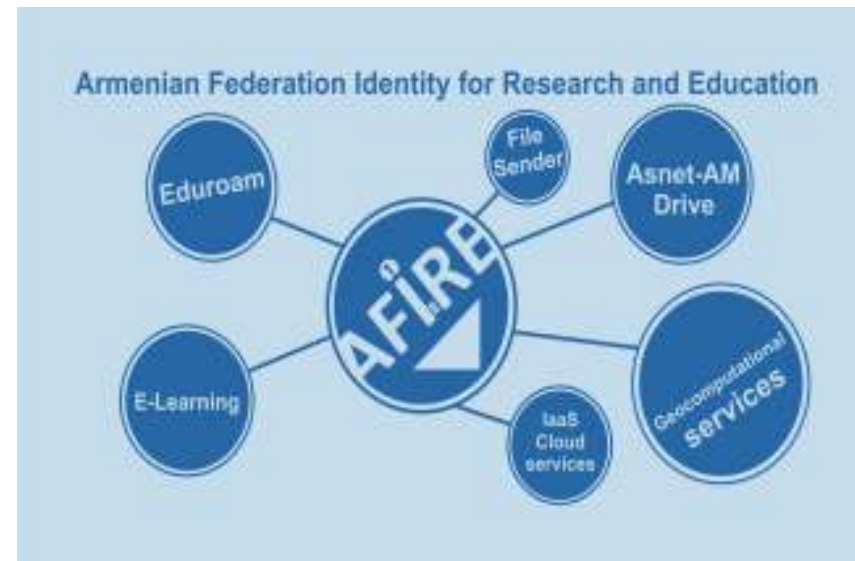 Armenian Federation Identity for Research and Education
Eduroam
File
Sender
Asnet-AM
Drive
AFiRE
E-Learning
IaaS
Cloud
services
Geocomputational
services